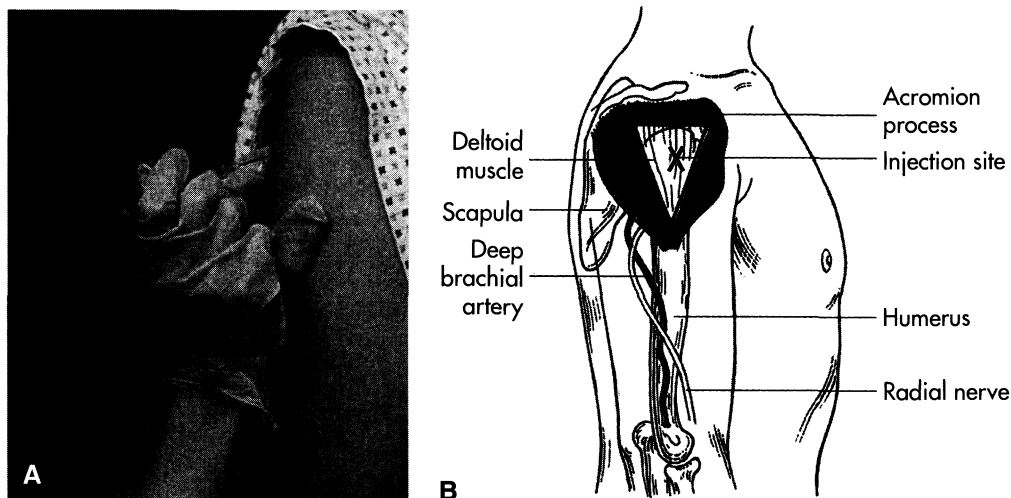 A
Deltoid
muscle
Scapula
Deep
brachial
artery
Acromion
process
Injection site
Humerus
Radial nerve
B